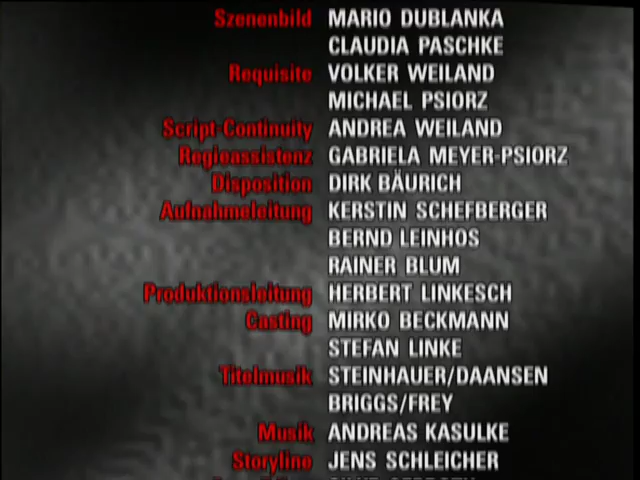 Szenenbild MARIO DUBLANKA
CLAUDIA PASCHKE
Requisite VOLKER WEILAND
MICHAEL PSIORZ
Script-Continuity ANDREA WEILAND
Regieassistenz GABRIELA MEYER-PSIORZ
Disposition DIRK BÄURICH
Aufnahmeleitung KERSTIN SCHEFBERGER
BERND LEINHOS
RAINER BLUM
Produktionsleitung HERBERT LINKESCH
Casting MIRKO BECKMANN
STEFAN LINKE
Titelmusik STEINHAUER/DAANSEN
BRIGGS/FREY
Musik ANDREAS KASULKE
Storyline JENS SCHLEICHER